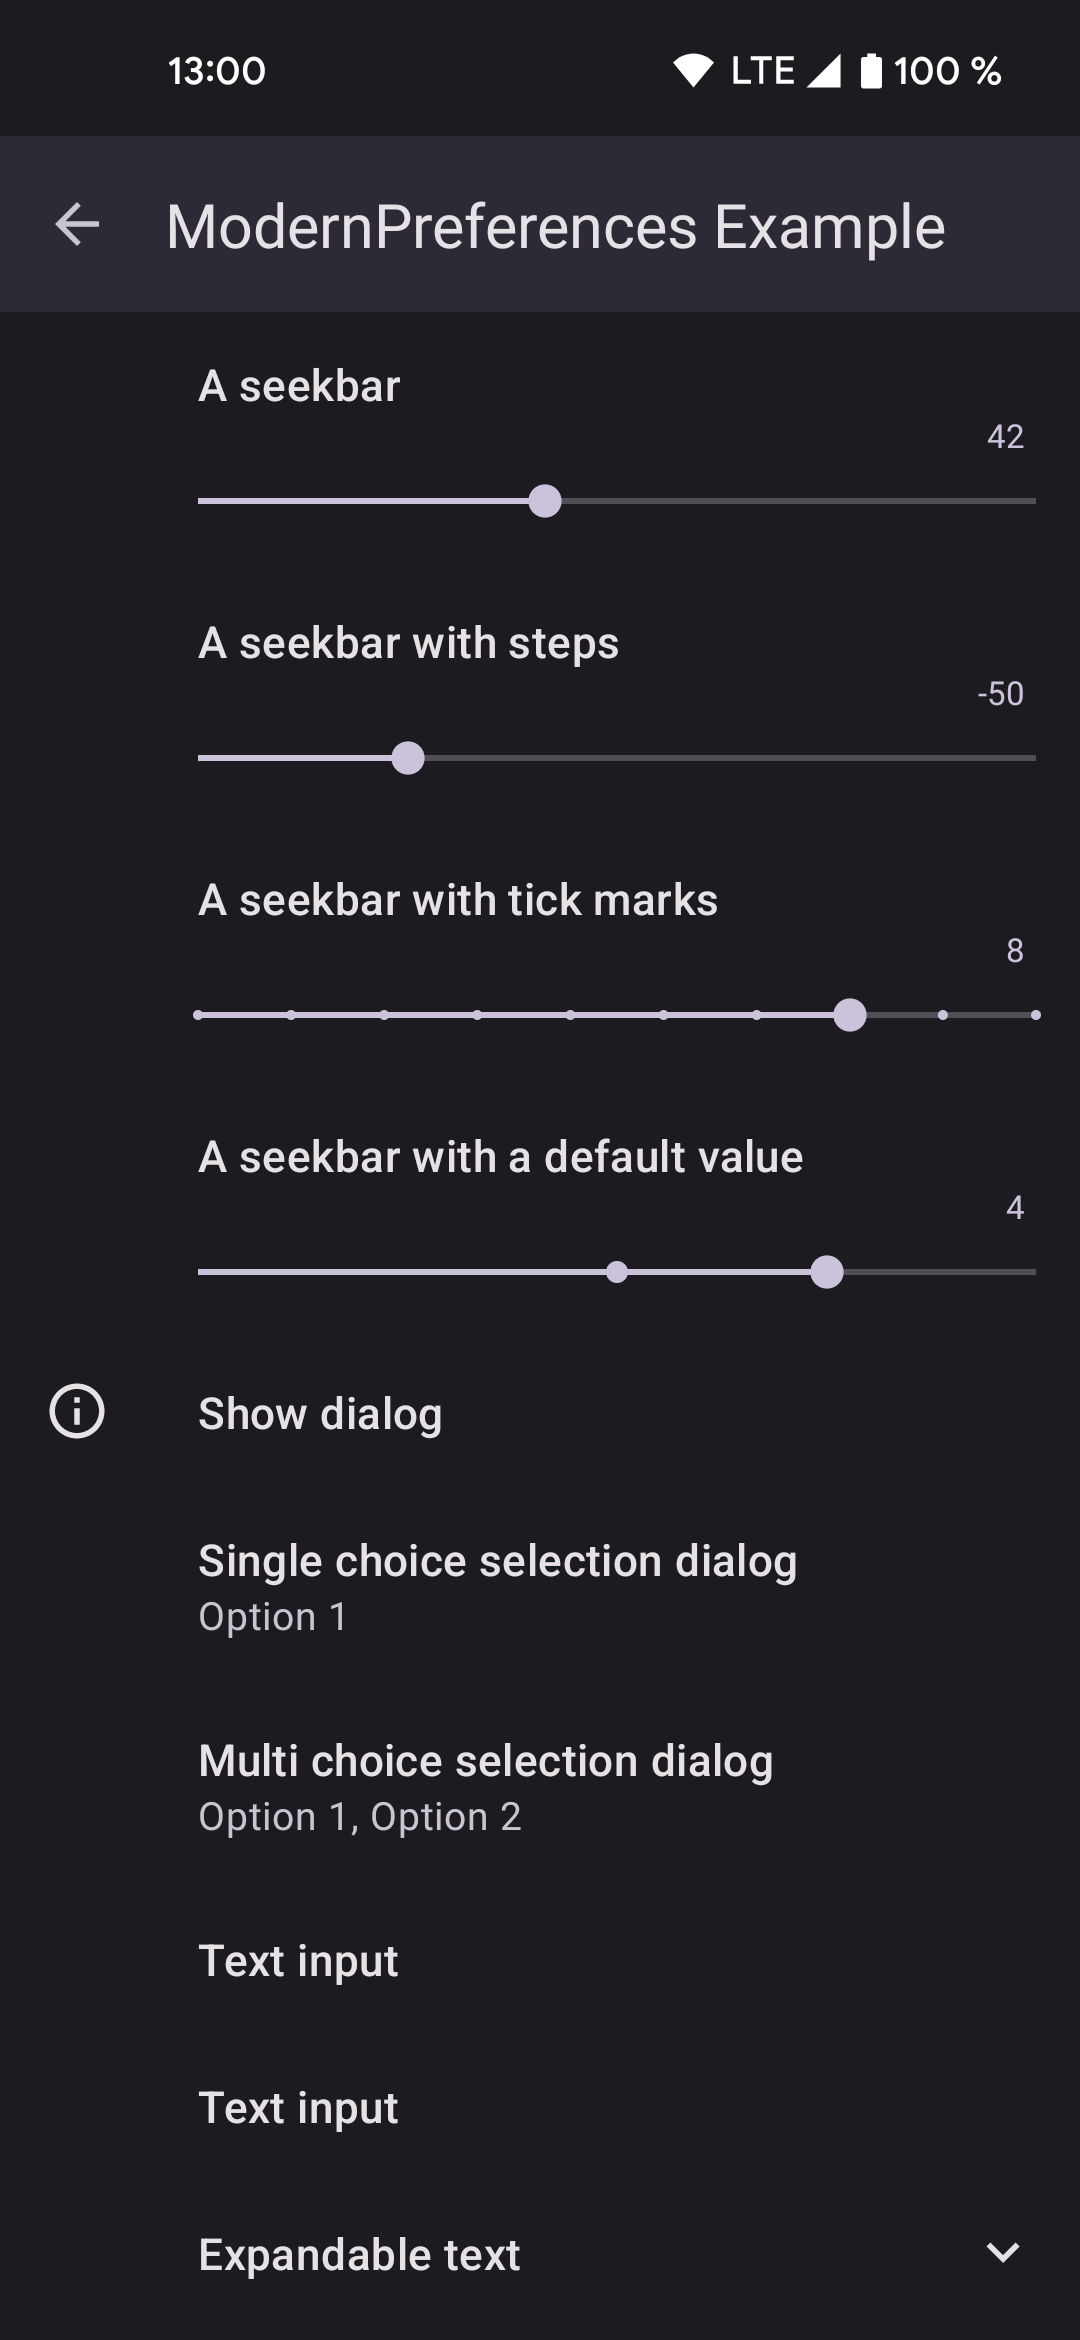 13:00 LTE 100 %
ModernPreferences Example
A seekbar
42
A seekbar with steps
-50
A seekbar with tick marks
8
A seekbar with a default value
4
Show dialog
Single choice selection dialog
Option 1
Multi choice selection dialog
Option 1, Option 2
Text input
Text input
Expandable text